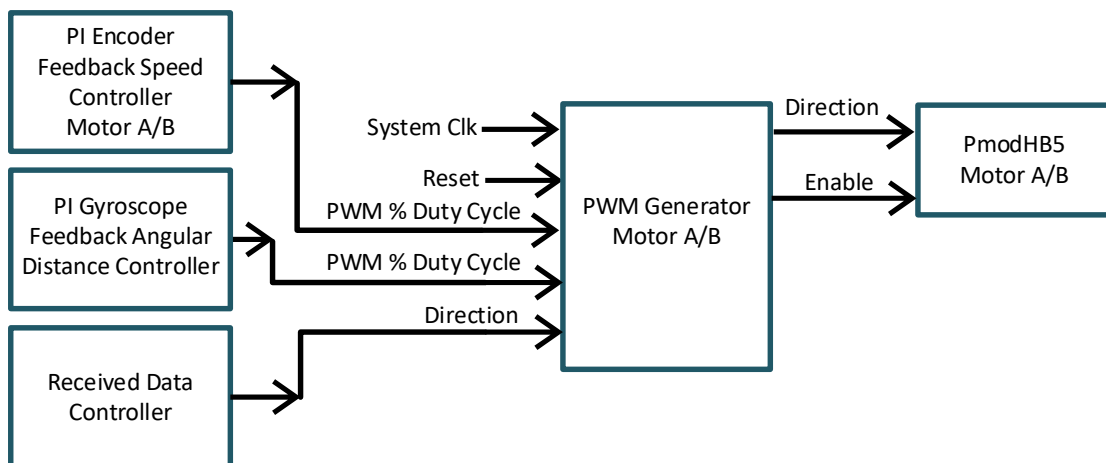 PI Encoder
Feedback Speed
Controller
Motor A/B
PI Gyroscope
Feedback Angular
Distance Controller
Received Data
Controller
System Clk
Reset
PWM % Duty Cycle
PWM % Duty Cycle
Direction
PWM Generator
Motor A/B
Direction
Enable
PmodHB5
Motor A/B